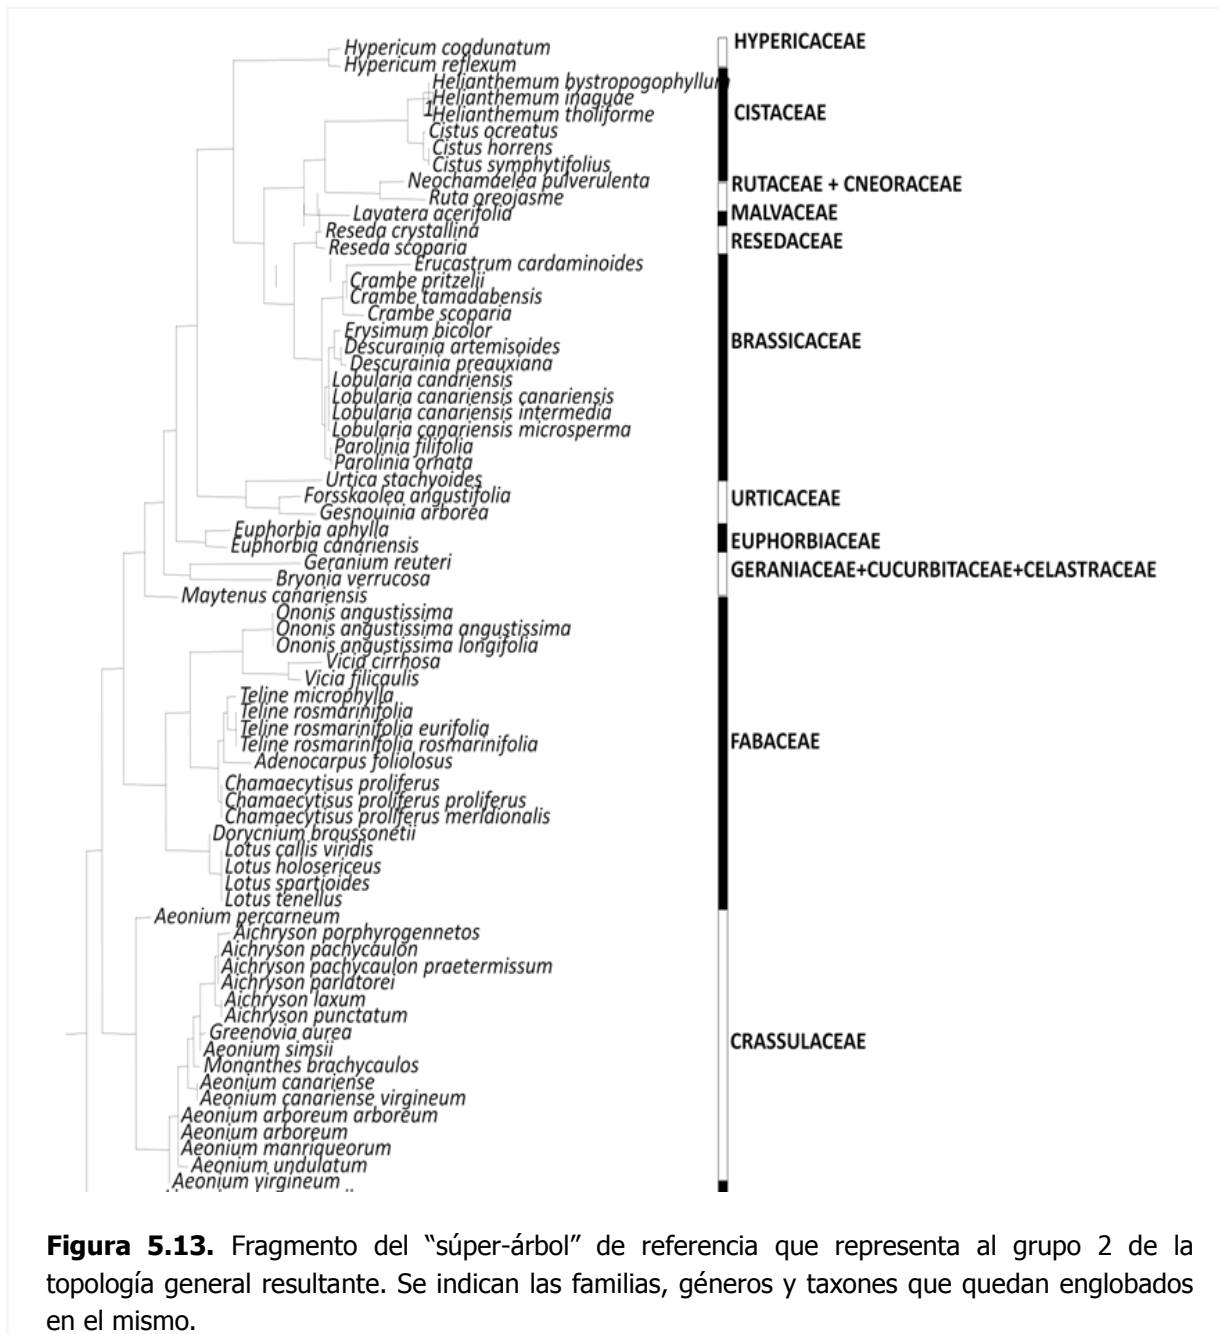 Hypericum coadunatum
HYPERICACEAE
Hypericum reflexum
Helianthemum bystropogophyllum
Helianthemum inaguae
1
Helianthemum tholiforme
CISTACEAE
Cistus ocreatus
Cistus horrens
Cistus symphytifolius
Neochamaelea pulverulenta
RUTACEAE + CNEORACEAE
Ruta oreojasme
Lavatera acerifolia
MALVACEAE
Reseda crystallina
RESEDACEAE
Reseda scoparia
Erucastrum cardaminoides
Crambe pritzelii
Crambe tamadabensis
Crambe scoparia
Erysimum bicolor
BRASSICACEAE
Descurainia artemisoides
Descurainia preauxiana
Lobularia canariensis
Lobularia canariensis canariensis
Lobularia canariensis intermedia
Lobularia canariensis microsperma
Parolinia filifolia
Parolinia ornata
Urtica stachyoides
Forsskaolea angustifolia
URTICACEAE
Gesnouinia arborea
Euphorbia aphylla
Euphorbia canariensis
EUPHORBIACEAE
Geranium reuteri
GERANIACEAE+CUCURBITACEAE+CELASTRACEAE
Bryonia verrucosa
Maytenus canariensis
Ononis angustissima
Ononis angustissima angustissima
Ononis angustissima longifolia
Vicia cirrhosa
Vicia filicaulis
Teline microphylla
Teline rosmarinifolia
Teline rosmarinifolia eurifolia
Teline rosmarinifolia rosmarinifolia
FABACEAE
Adenocarpus foliolosus
Chamaecytisus proliferus
Chamaecytisus proliferus proliferus
Chamaecytisus proliferus meridionalis
Dorycnium broussonetii
Lotus callis viridis
Lotus holosericeus
Lotus spartioides
Lotus tenellus
Aeonium percarneum
Aichryson porphyrogennetos
Aichryson pachycaulon
Aichryson pachycaulon praetermissum
Aichryson parlatorei
Aichryson laxum
Aichryson punctatum
Greenovia aurea
CRASSULACEAE
Aeonium simsii
Monanthes brachycaulos
Aeonium canariense
Aeonium canariense virgineum
Aeonium arboreum arboreum
Aeonium arboreum
Aeonium manriqueorum
Aeonium undulatum
Aeonium virgineum
Figura 5.13. Fragmento del “súper-árbol” de referencia que representa al grupo 2 de la
topología general resultante. Se indican las familias, géneros y taxones que quedan englobados
en el mismo.